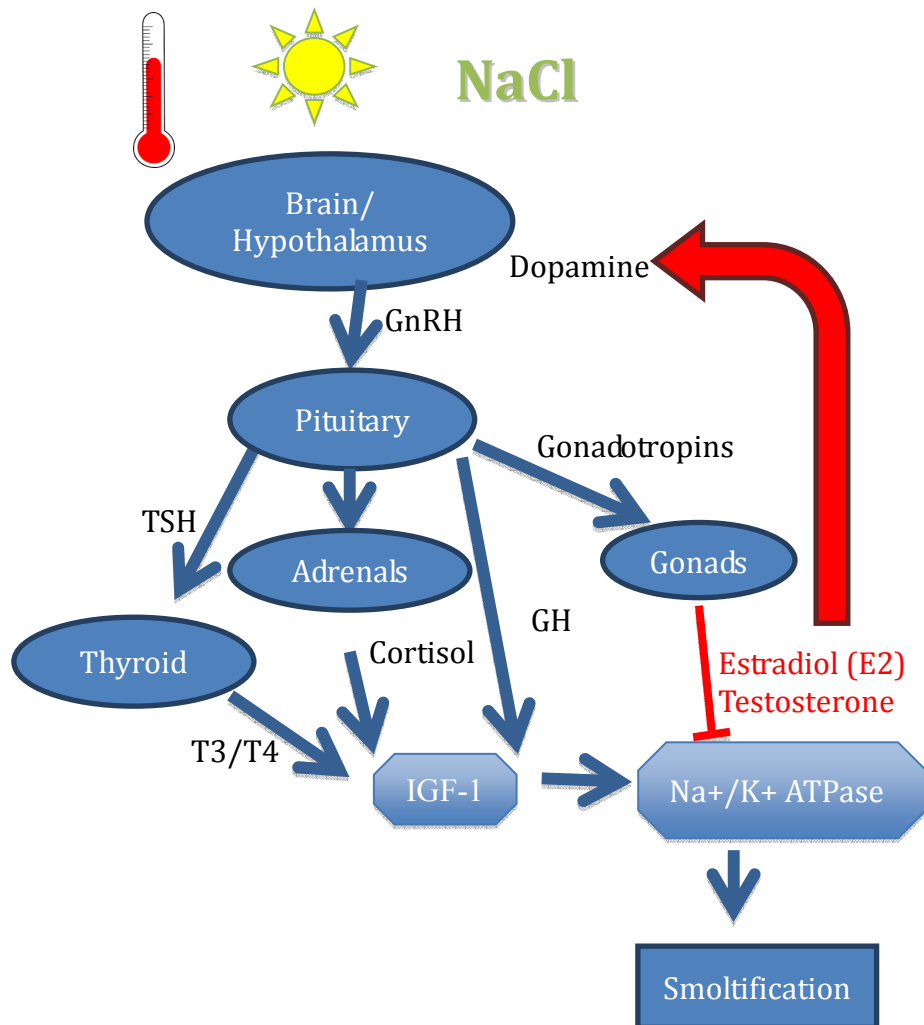 NaCl
Brain/
Hypothalamus
Dopamine
GnRH
Pituitary
Gonadotropins
TSH
Adrenals
Gonads
GH
Thyroid
Cortisol
Estradiol (E2)
Testosterone
T3/T4
IGF-1
Na+/K+ ATPase
Smoltification